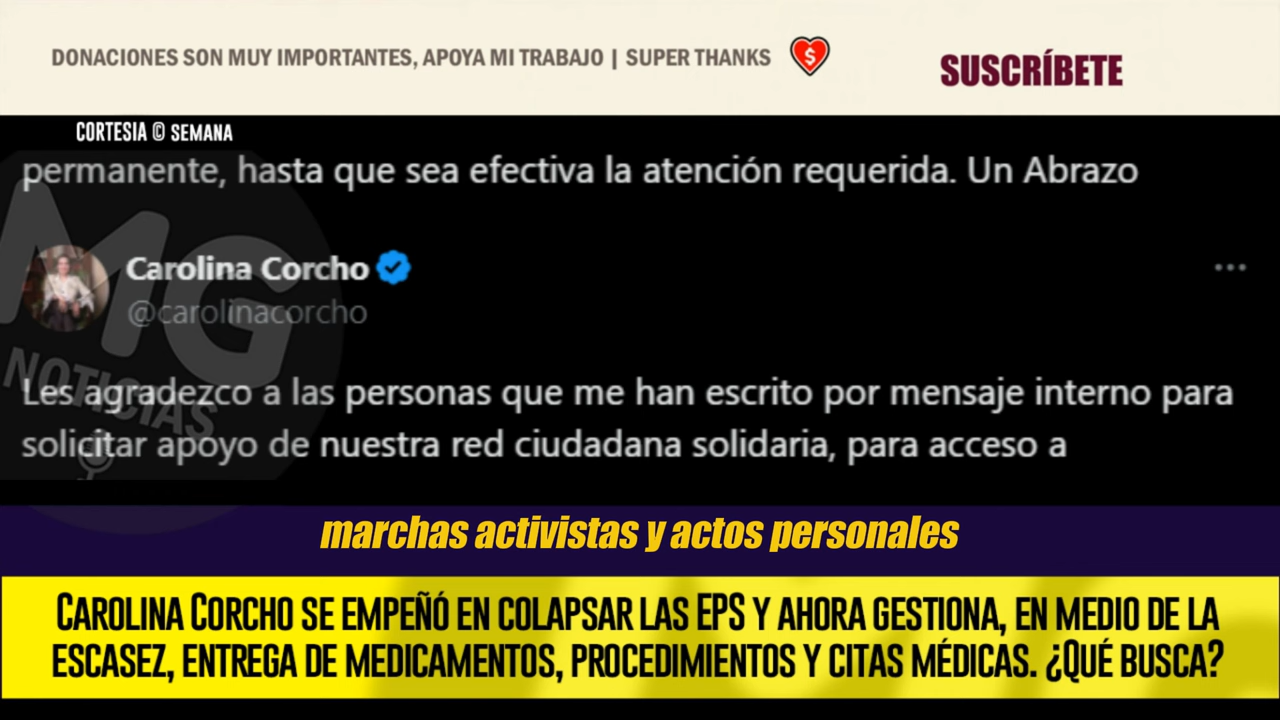 DONACIONES SON MUY IMPORTANTES, APOYA MI TRABAJO | SUPER THANKS
$
SUSCRÍBETE
CORTESIA © SEMANA
permanente, hasta que sea efectiva la atención requerida. Un Abrazo
Carolina Corcho
@carolinacorcho
MG
NOTICIAS
Les agradezco a las personas que me han escrito por mensaje interno para
solicitar apoyo de nuestra red ciudadana solidaria, para acceso a
marchas activistas y actos personales
CAROLINA CORCHO SE EMPEÑÓ EN COLAPSAR LAS EPS Y AHORA GESTIONA, EN MEDIO DE LA
ESCASEZ, ENTREGA DE MEDICAMENTOS, PROCEDIMIENTOS Y CITAS MÉDICAS. ¿QUÉ BUSCA?